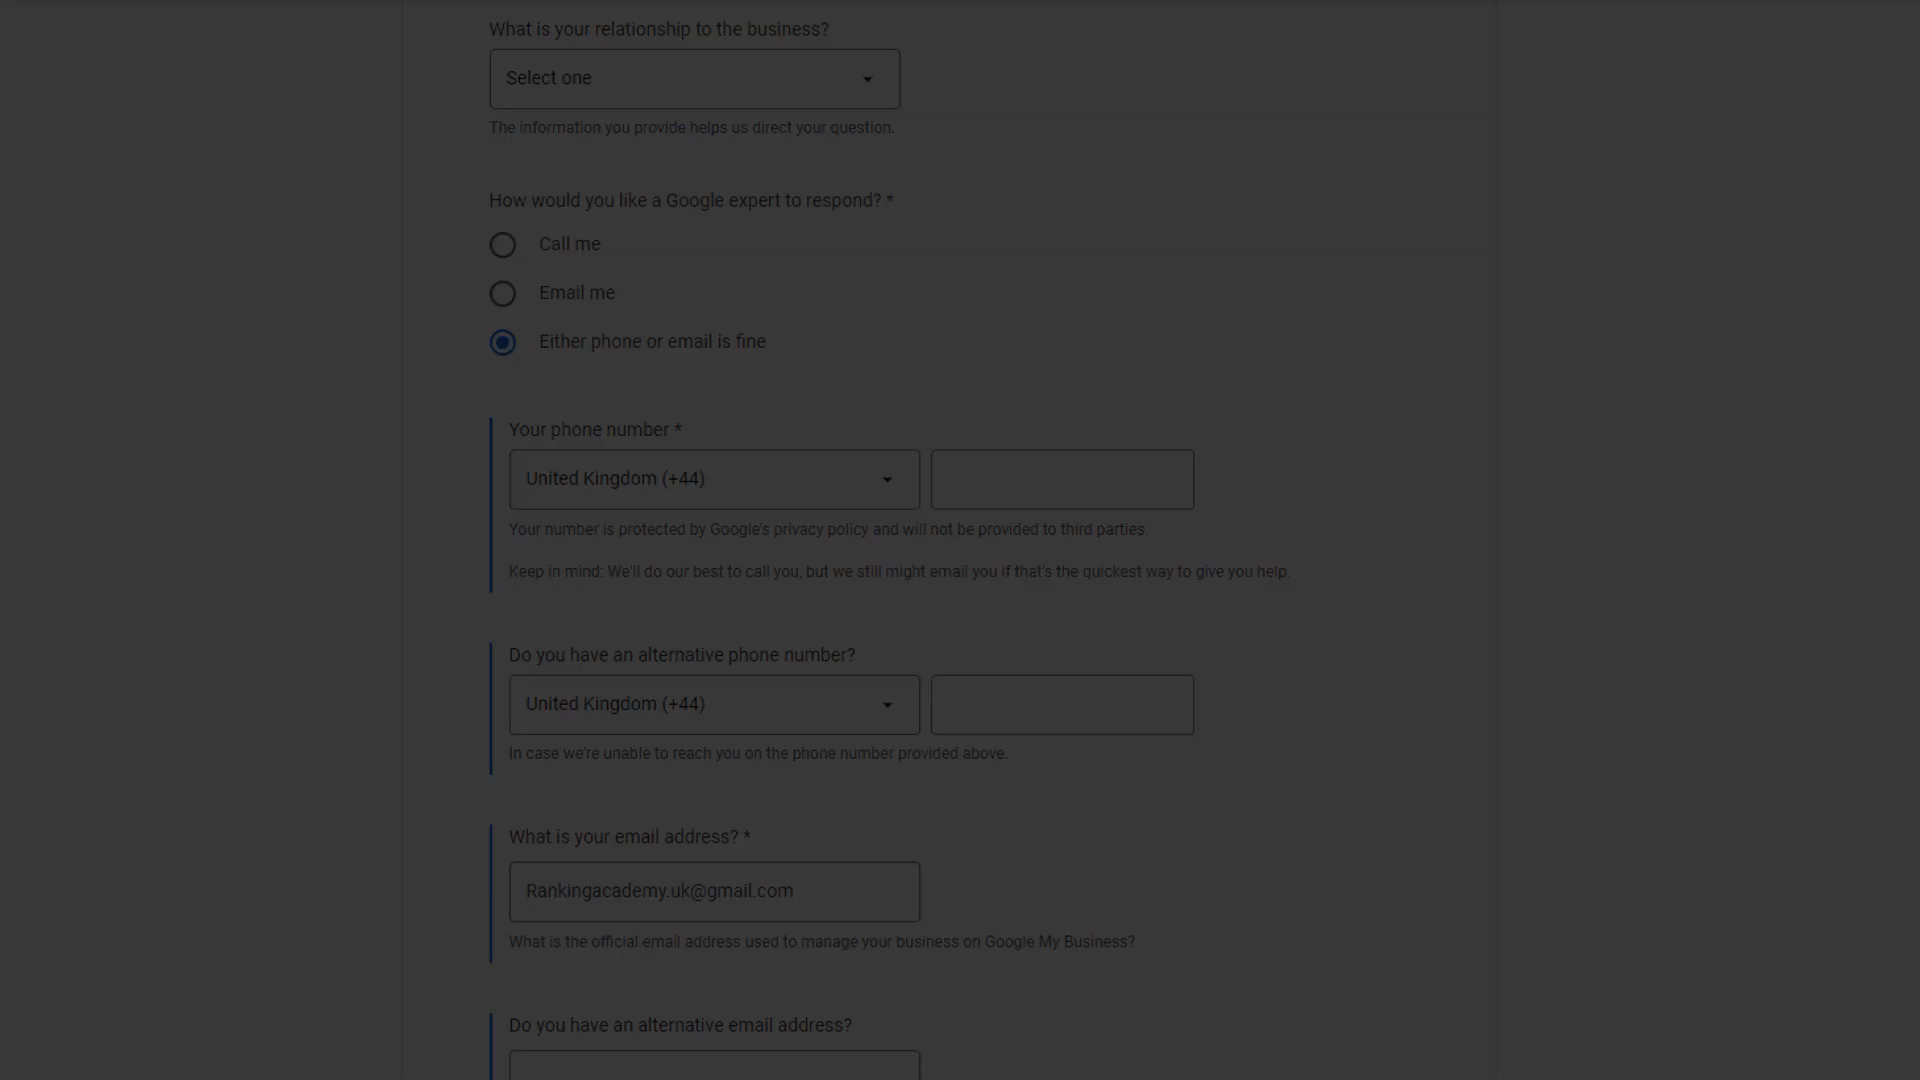 What is your relationship to the business?
Select one
The information you provide helps us direct your question.
How would you like a Google expert to respond? *
Call me
Email me
Either phone or email is fine
Your phone number *
United Kingdom (+44)
Your number is protected by Google's privacy policy and will not be provided to third parties.
Keep in mind: We'll do our best to call you, but we still might email you if that's the quickest way to give you help.
Do you have an alternative phone number?
United Kingdom (+44)
In case we're unable to reach you on the phone number provided above.
What is your email address? *
Rankingacademy.uk@gmail.com
What is the official email address used to manage your business on Google My Business?
Do you have an alternative email address?